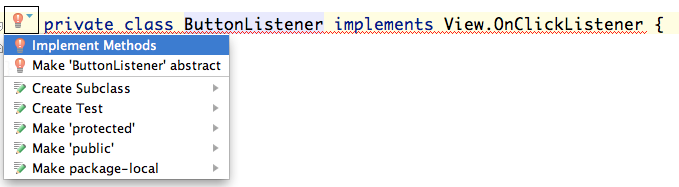 private class ButtonListener implements View.OnClickListener {
Implement Methods
Make 'ButtonListener' abstract
Create Subclass
Create Test
Make 'protected'
Make 'public'
Make package-local